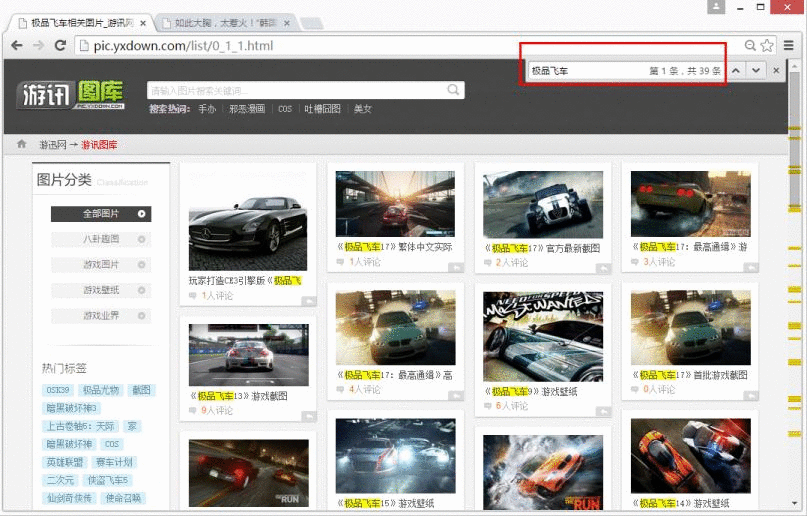 极品飞车相关图片_游讯网
如此大胸，太惹火！"韩国
pic.yxdown.com/list/0_1_1.html
极品飞车 第 1 条，共 39 条
游讯图库
PIC.YXDOWN.COM
请输入图片搜索关键词...
搜索热词： 手办 邪恶漫画 COS 吐槽囧图 美女
游迅网 → 游讯图库
图片分类 Classification
全部图片
八卦趣图
游戏图片
游戏壁纸
游戏业界
热门标签
OSK39 极品尤物 截图
暗黑破坏神3
上古卷轴6：天际 家
暗黑破坏神 COS
英雄联盟 赛车计划
二次元 侠盗飞车5
仙剑奇侠传 使命召唤
玩家打造CE3引擎版《极品飞
1人评论
《极品飞车17》繁体中文实际
1人评论
《极品飞车17》官方最新截图
2人评论
《极品飞车17：最高通缉》游
3人评论
《极品飞车13》游戏截图
9人评论
《极品飞车17：最高通缉》高
4人评论
NEED FOR SPEED
MOST WANTED
《极品飞车9》游戏壁纸
6人评论
《极品飞车17》首批游戏截图
0人评论
THE RUN
《极品飞车15》游戏壁纸
THE RUN
《极品飞车14》游戏壁纸